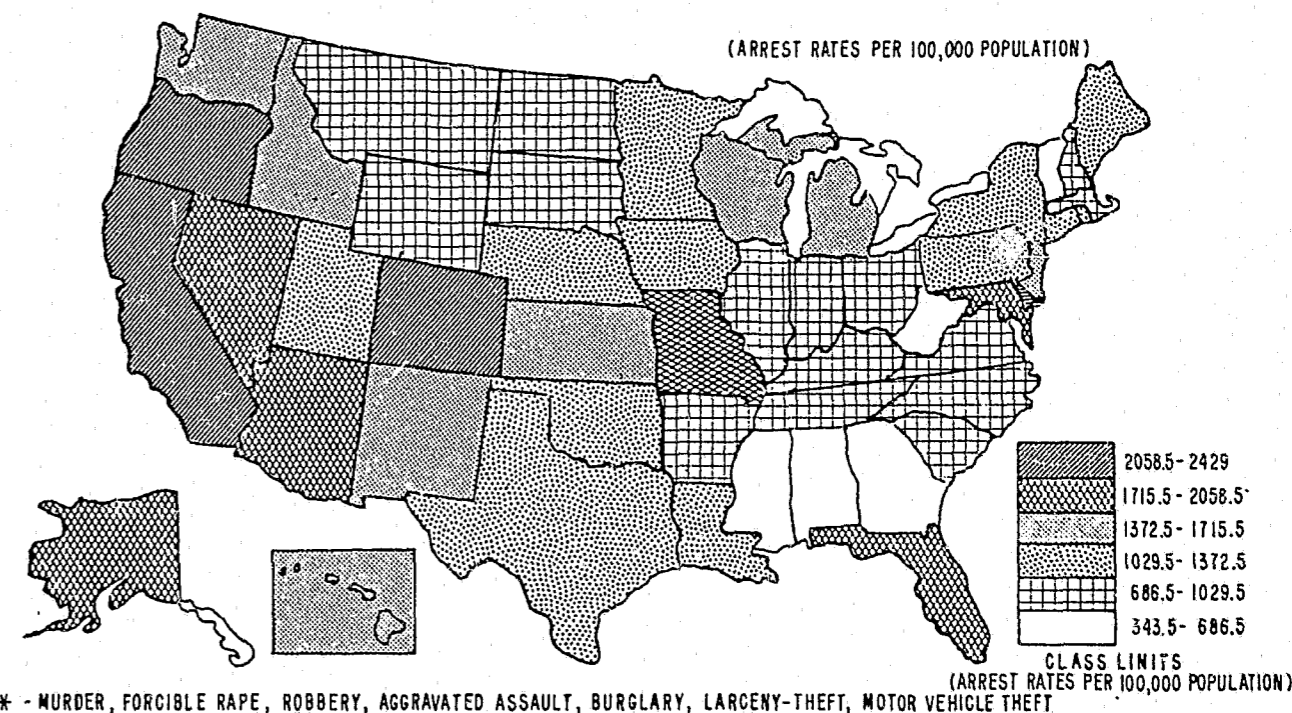 (ARREST RATES PER 100,000 POPULATION)
2058.5- 2429
1715.5 - 2058.5
1372.5 - 1715.5
1029.5- 1372.5
686.5- 1029.5
343.5- 686.5
CLASS LIMITS
(ARREST RATES PER 100,000 POPULATION)
* - MURDER, FORCIBLE RAPE, ROBBERY, AGGRAVATED ASSAULT, BURGLARY, LARCENY-THEFT, MOTOR VEHICLE THEFT